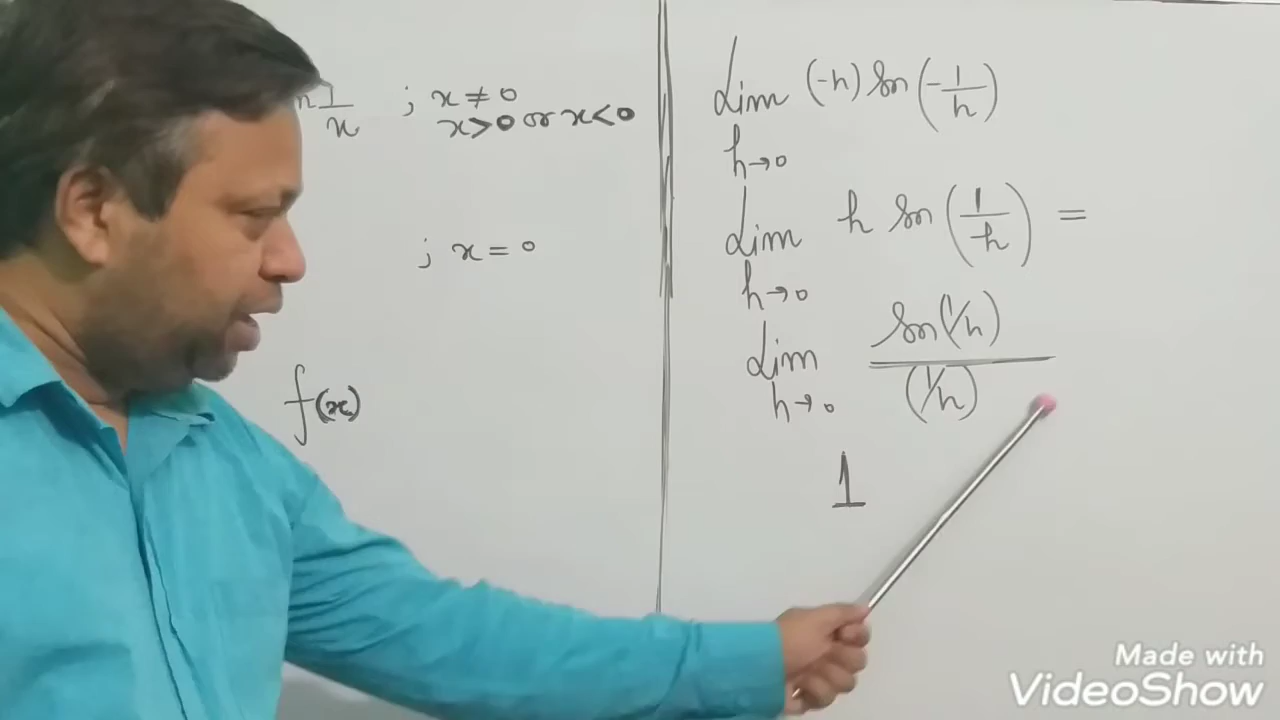 1/x ; x ≠ 0
x>0 or x<0
; x = 0
f(x)
Lim (-h) sin(-1/h)
h→0
Lim h sin(1/h) =
h→0
Lim sin(1/h)
h→0 (1/h)
1
Made with
VideoShow